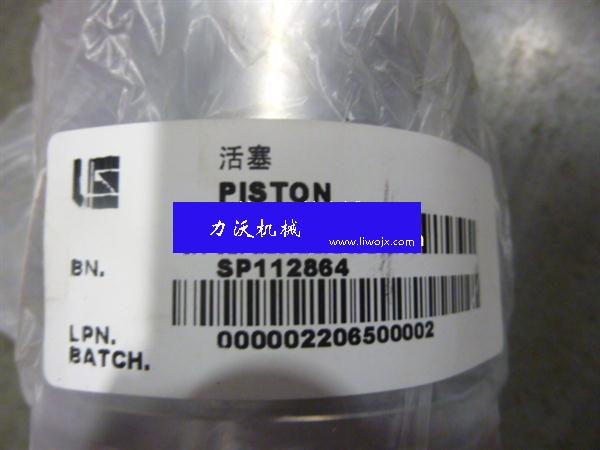 活塞
PISTON
力沃机械
www.liwojx.com
BN.
SP112864
LPN.
000002206500002
BATCH.